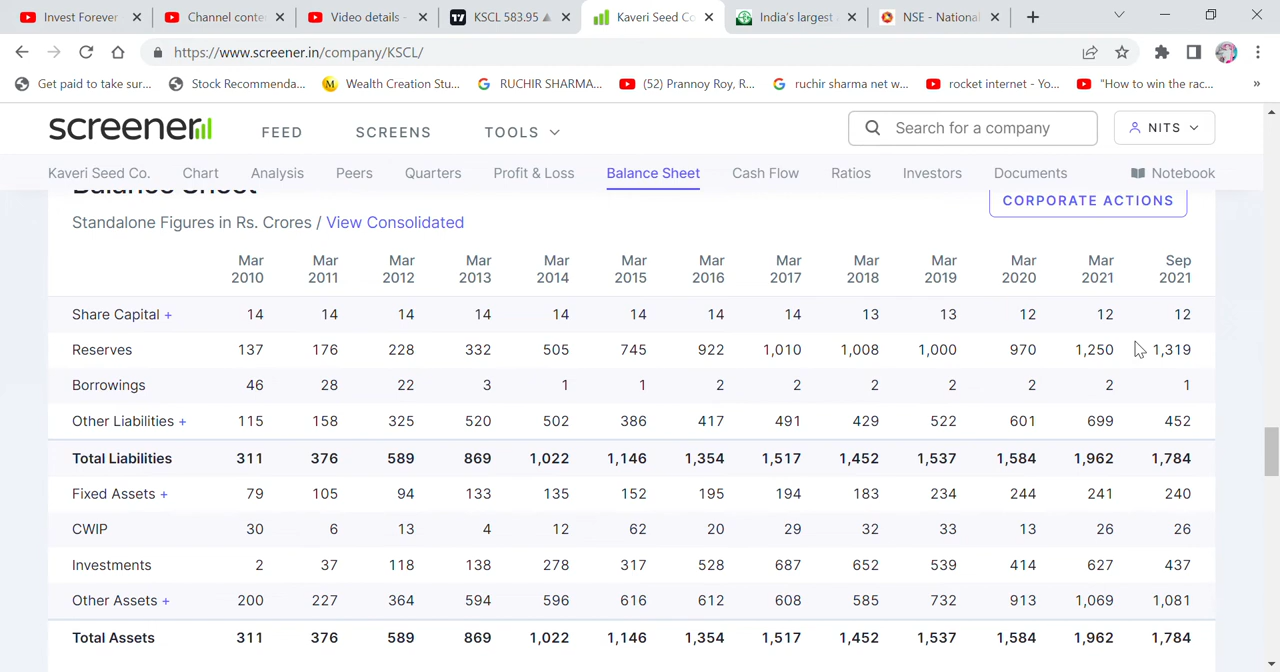 Invest Forever
Channel conte
Video details -
KSCL 583.95
Kaveri Seed Co
India's largest
NSE - National
https://www.screener.in/company/KSCL/
Get paid to take sur...
Stock Recommenda...
Wealth Creation Stu...
RUCHIR SHARMA...
(52) Prannoy Roy, R...
ruchir sharma net w...
rocket internet - Yo...
"How to win the rac...
»
screener
FEED
SCREENS
TOOLS
Search for a company
NITS
Kaveri Seed Co. Chart Analysis Peers Quarters Profit & Loss Balance Sheet Cash Flow Ratios Investors Documents Notebook
Balance Sheet
CORPORATE ACTIONS
Standalone Figures in Rs. Crores / View Consolidated
Mar 2010 Mar 2011 Mar 2012 Mar 2013 Mar 2014 Mar 2015 Mar 2016 Mar 2017 Mar 2018 Mar 2019 Mar 2020 Mar 2021 Sep 2021
Share Capital + 14 14 14 14 14 14 14 14 13 13 12 12 12
Reserves 137 176 228 332 505 745 922 1,010 1,008 1,000 970 1,250 1,319
Borrowings 46 28 22 3 1 1 2 2 2 2 2 2 1
Other Liabilities + 115 158 325 520 502 386 417 491 429 522 601 699 452
Total Liabilities 311 376 589 869 1,022 1,146 1,354 1,517 1,452 1,537 1,584 1,962 1,784
Fixed Assets + 79 105 94 133 135 152 195 194 183 234 244 241 240
CWIP 30 6 13 4 12 62 20 29 32 33 13 26 26
Investments 2 37 118 138 278 317 528 687 652 539 414 627 437
Other Assets + 200 227 364 594 596 616 612 608 585 732 913 1,069 1,081
Total Assets 311 376 589 869 1,022 1,146 1,354 1,517 1,452 1,537 1,584 1,962 1,784